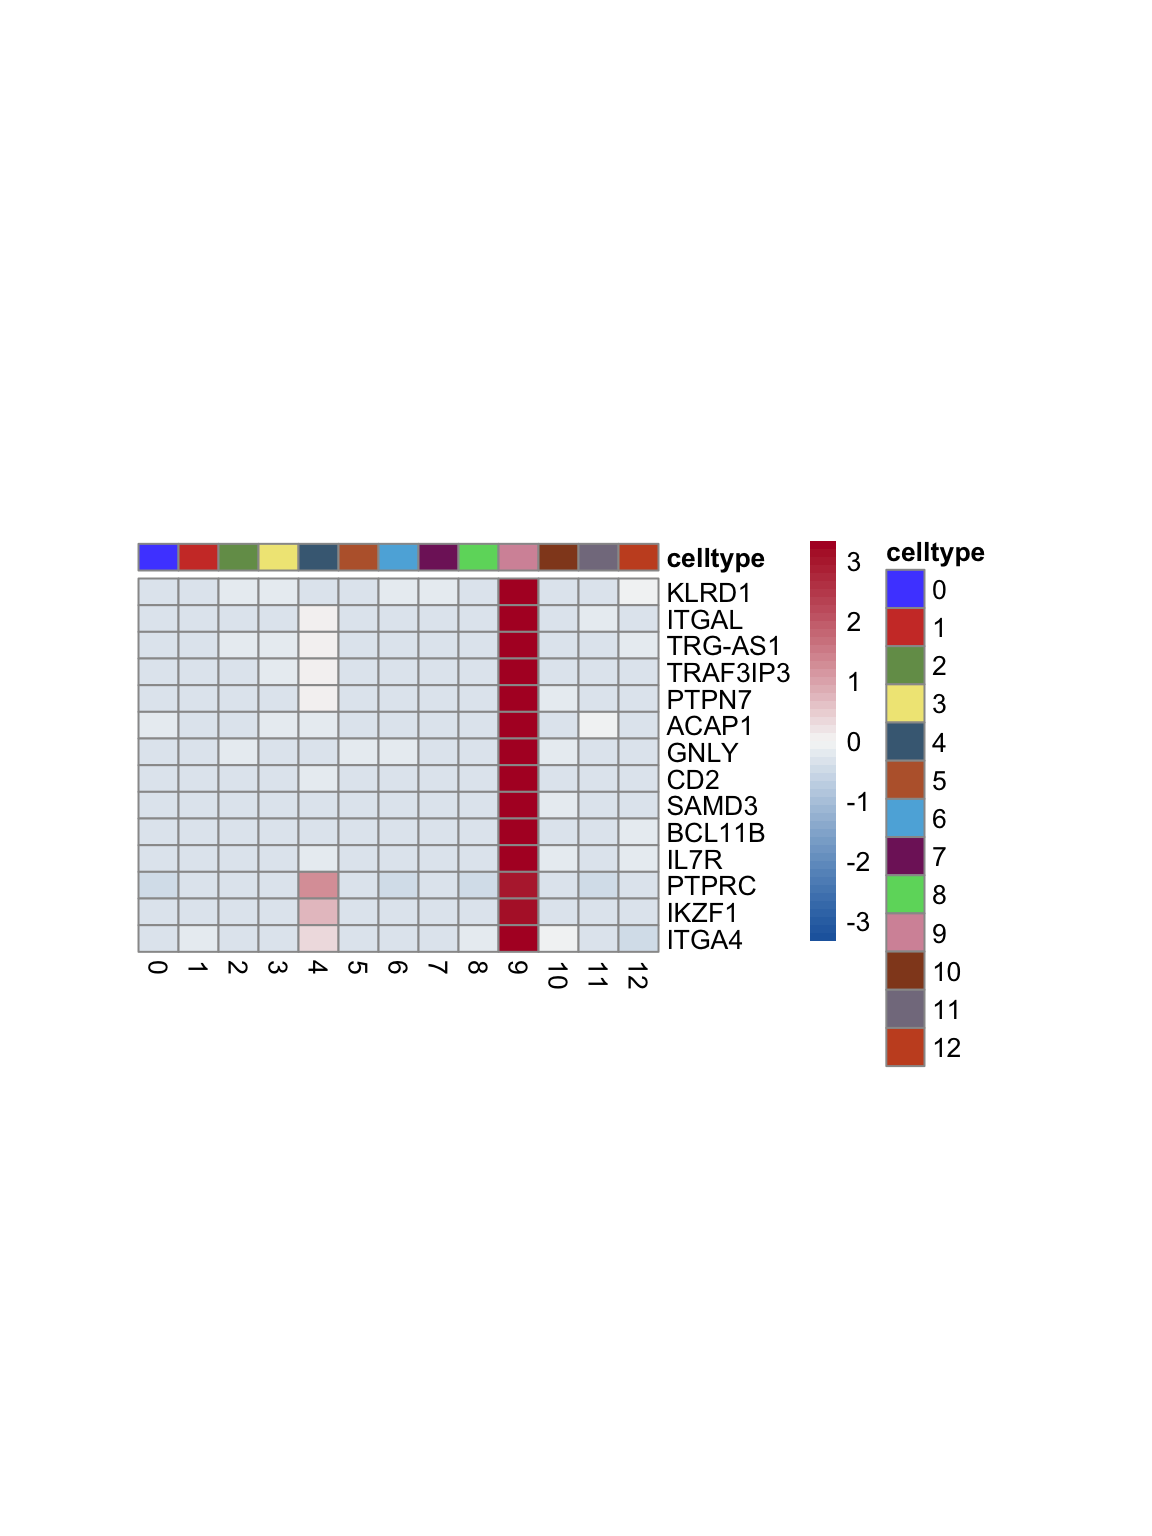 celltype
KLRD1
ITGAL
TRG-AS1
TRAF3IP3
PTPN7
ACAP1
GNLY
CD2
SAMD3
BCL11B
IL7R
PTPRC
IKZF1
ITGA4
0 1 2 3 4 5 6 7 8 9 10 11 12
3
2
1
0
-1
-2
-3
celltype
0
1
2
3
4
5
6
7
8
9
10
11
12